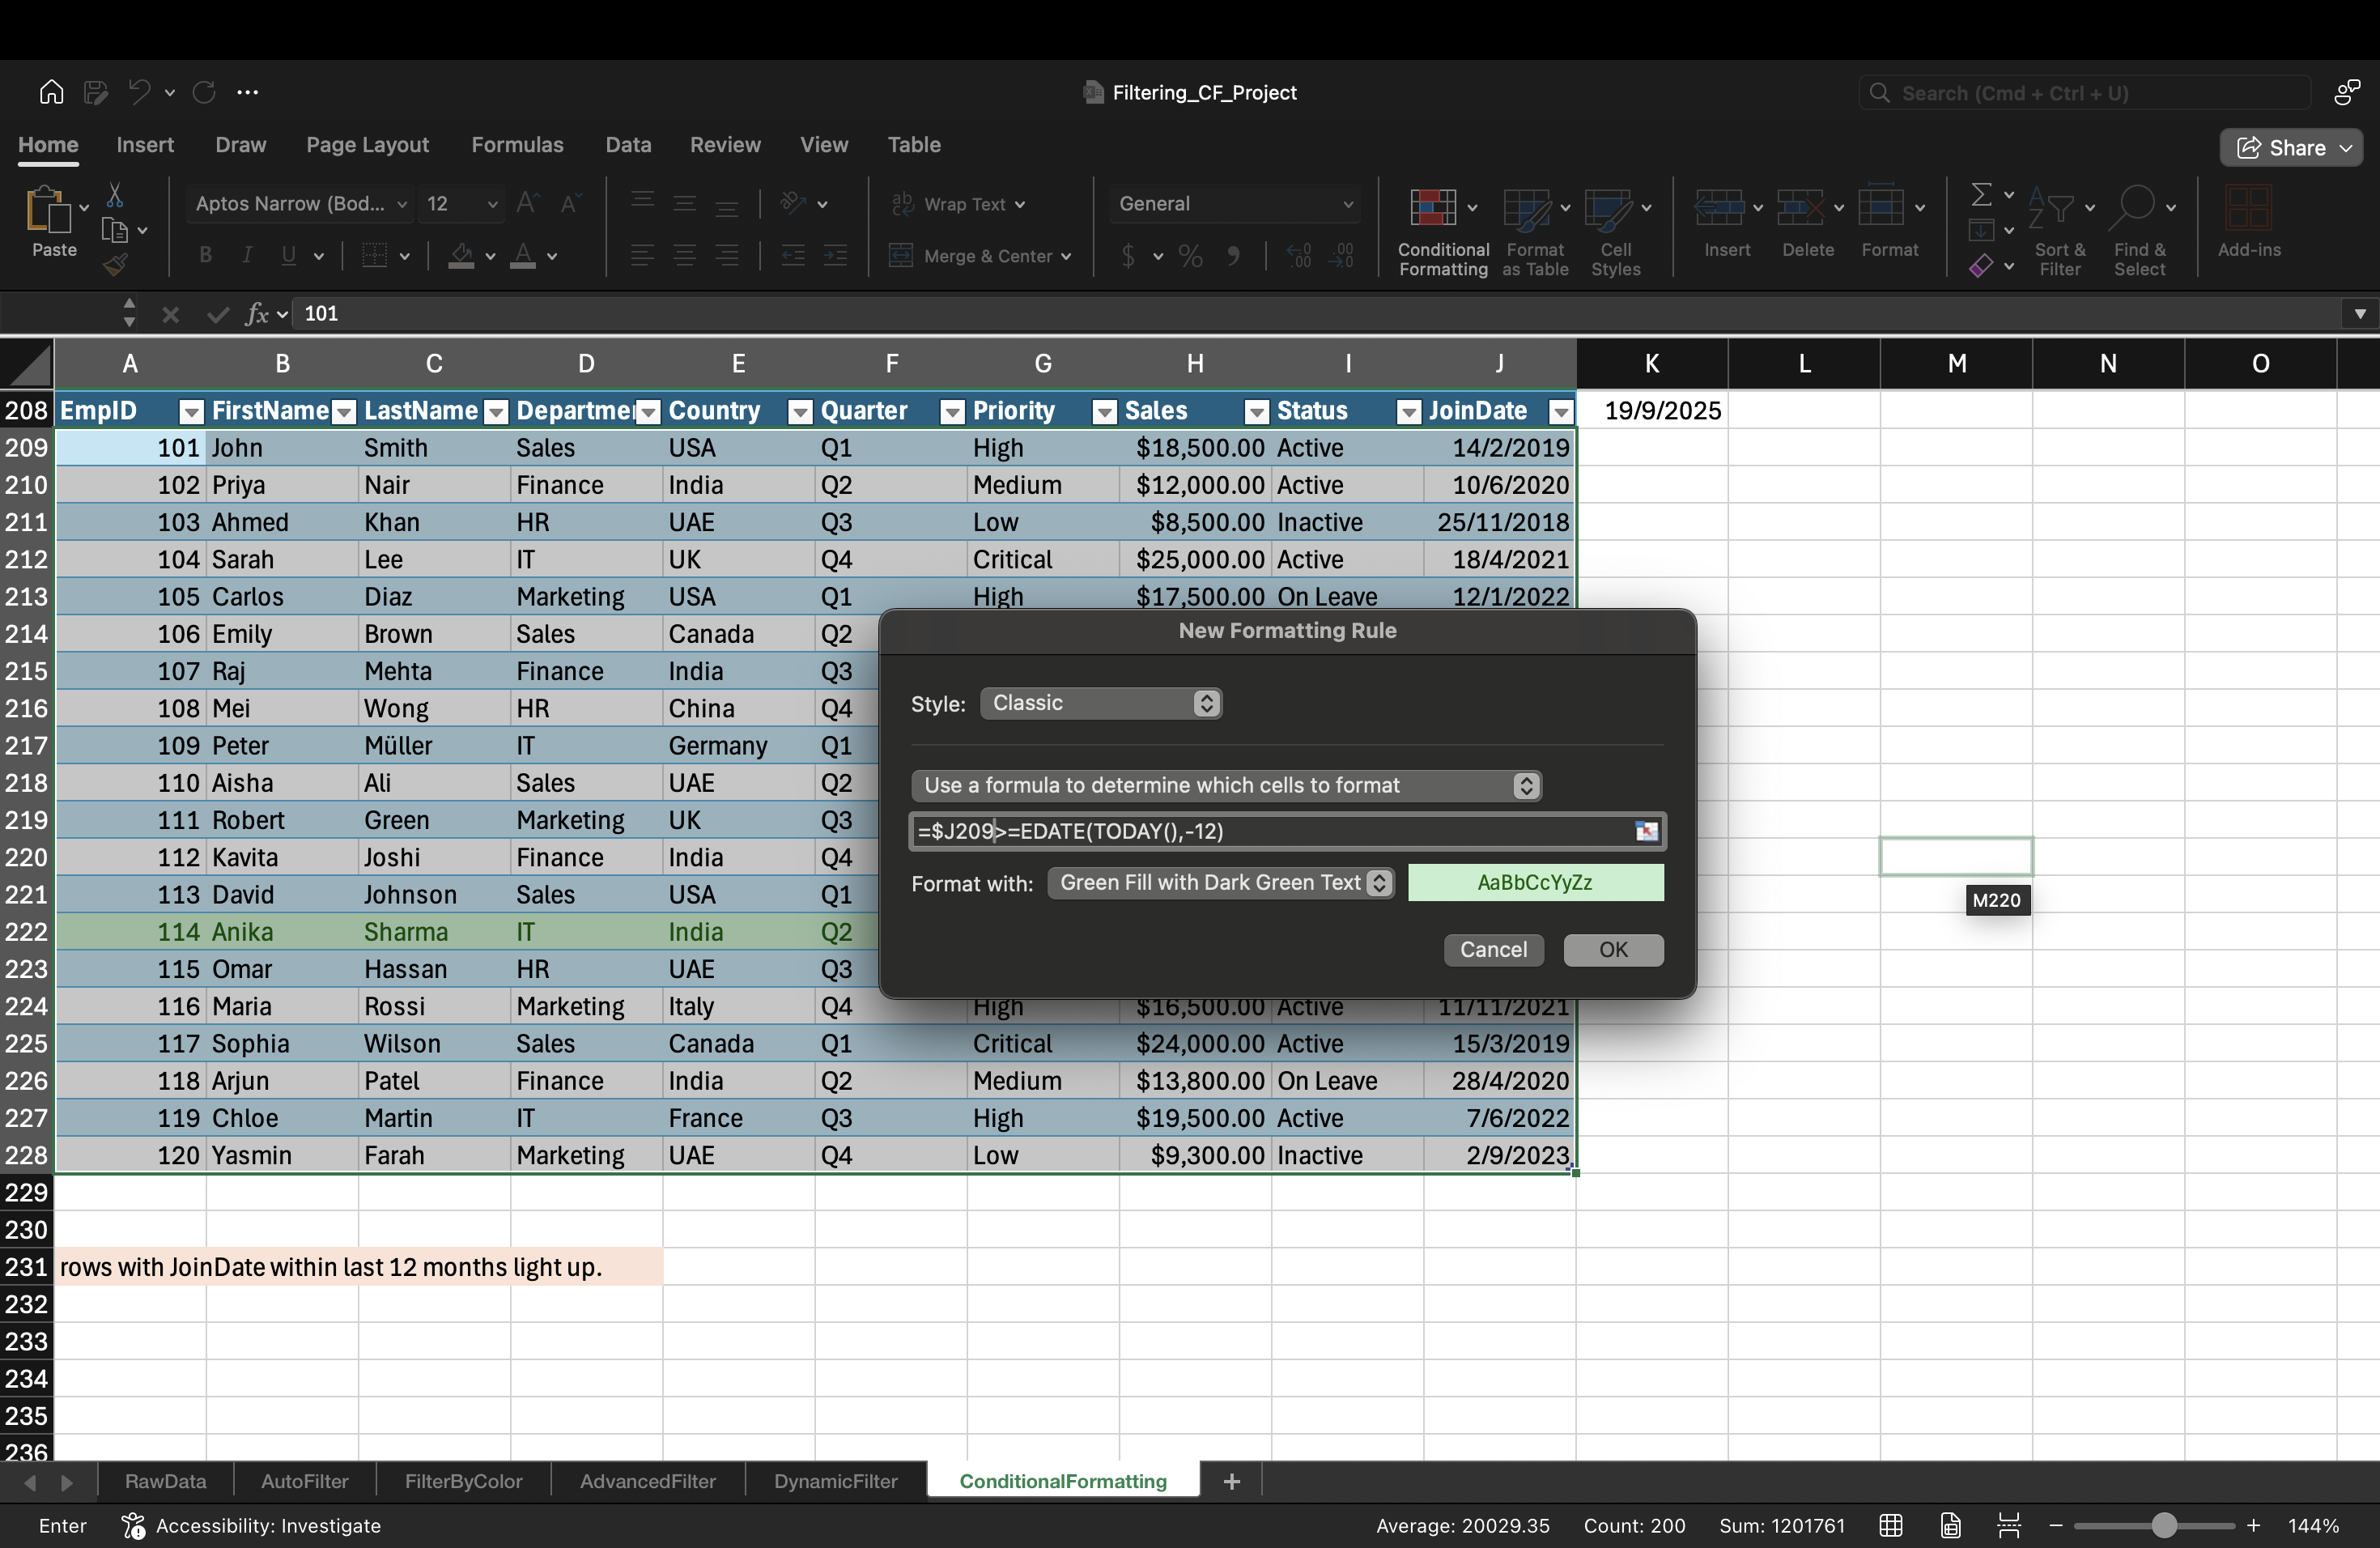 Filtering_CF_Project
Search (Cmd + Ctrl + U)
Home Insert Draw Page Layout Formulas Data Review View Table
Share
Paste
Aptos Narrow (Bod... 12
B I U
Wrap Text
Merge & Center
General
Conditional Formatting
Format as Table
Cell Styles
Insert Delete Format
Sort & Filter
Find & Select
Add-ins
fx 101
A B C D E F G H I J K L M N O
208 EmpID FirstName LastName Departmer Country Quarter Priority Sales Status JoinDate 19/9/2025
209 101 John Smith Sales USA Q1 High $18,500.00 Active 14/2/2019
210 102 Priya Nair Finance India Q2 Medium $12,000.00 Active 10/6/2020
211 103 Ahmed Khan HR UAE Q3 Low $8,500.00 Inactive 25/11/2018
212 104 Sarah Lee IT UK Q4 Critical $25,000.00 Active 18/4/2021
213 105 Carlos Diaz Marketing USA Q1 High $17,500.00 On Leave 12/1/2022
214 106 Emily Brown Sales Canada Q2
215 107 Raj Mehta Finance India Q3
216 108 Mei Wong HR China Q4
217 109 Peter Müller IT Germany Q1
218 110 Aisha Ali Sales UAE Q2
219 111 Robert Green Marketing UK Q3
220 112 Kavita Joshi Finance India Q4
221 113 David Johnson Sales USA Q1
222 114 Anika Sharma IT India Q2
223 115 Omar Hassan HR UAE Q3
224 116 Maria Rossi Marketing Italy Q4 High $16,500.00 Active 11/11/2021
225 117 Sophia Wilson Sales Canada Q1 Critical $24,000.00 Active 15/3/2019
226 118 Arjun Patel Finance India Q2 Medium $13,800.00 On Leave 28/4/2020
227 119 Chloe Martin IT France Q3 High $19,500.00 Active 7/6/2022
228 120 Yasmin Farah Marketing UAE Q4 Low $9,300.00 Inactive 2/9/2023
229
230
231 rows with JoinDate within last 12 months light up.
232
233
234
235
236
New Formatting Rule
Style: Classic
Use a formula to determine which cells to format
=$J209>=EDATE(TODAY(),-12)
Format with: Green Fill with Dark Green Text AaBbCcYyZz
Cancel OK
M220
RawData AutoFilter FilterByColor AdvancedFilter DynamicFilter ConditionalFormatting +
Enter Accessibility: Investigate Average: 20029.35 Count: 200 Sum: 1201761 144%